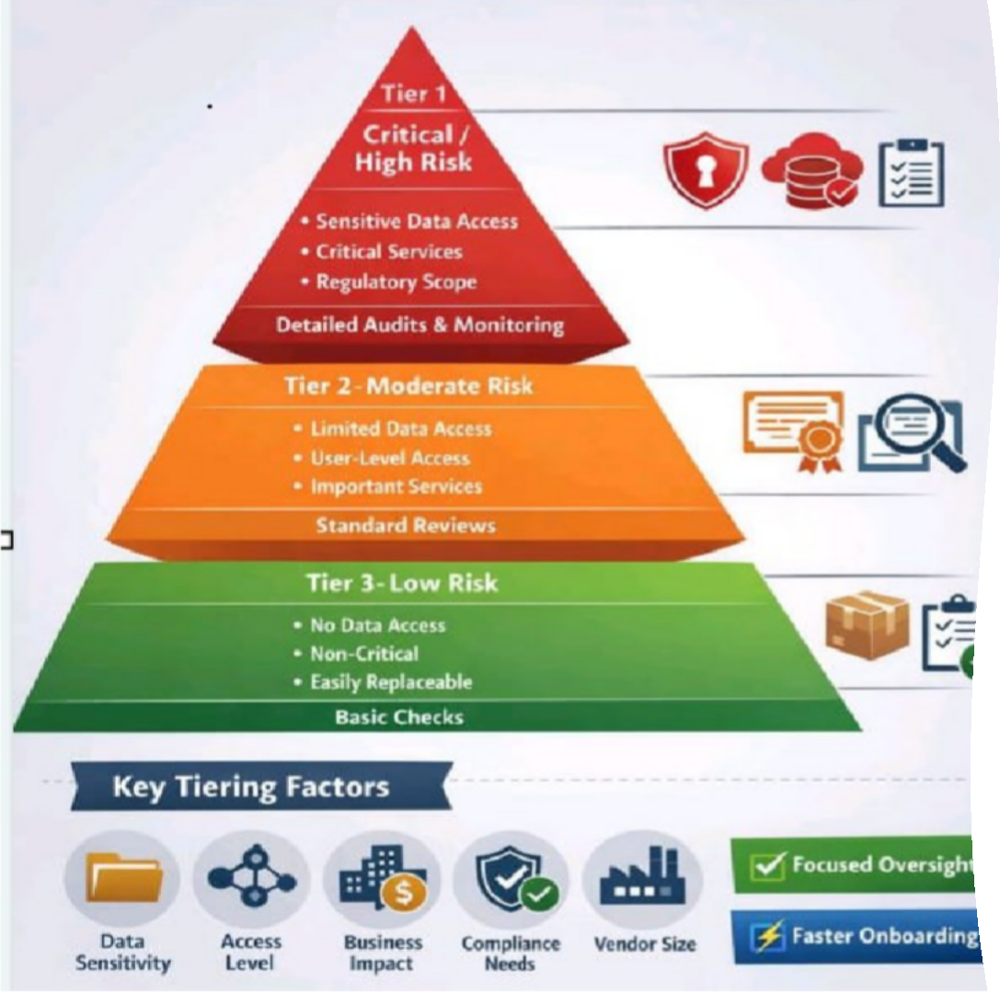 Tier 1
Critical /
High Risk
• Sensitive Data Access
• Critical Services
• Regulatory Scope
Detailed Audits & Monitoring
Tier 2 - Moderate Risk
• Limited Data Access
• User-Level Access
• Important Services
Standard Reviews
Tier 3 - Low Risk
• No Data Access
• Non-Critical
• Easily Replaceable
Basic Checks
Key Tiering Factors
Data
Sensitivity
Access
Level
Business
Impact
Compliance
Needs
Vendor Size
Focused Oversight
Faster Onboarding